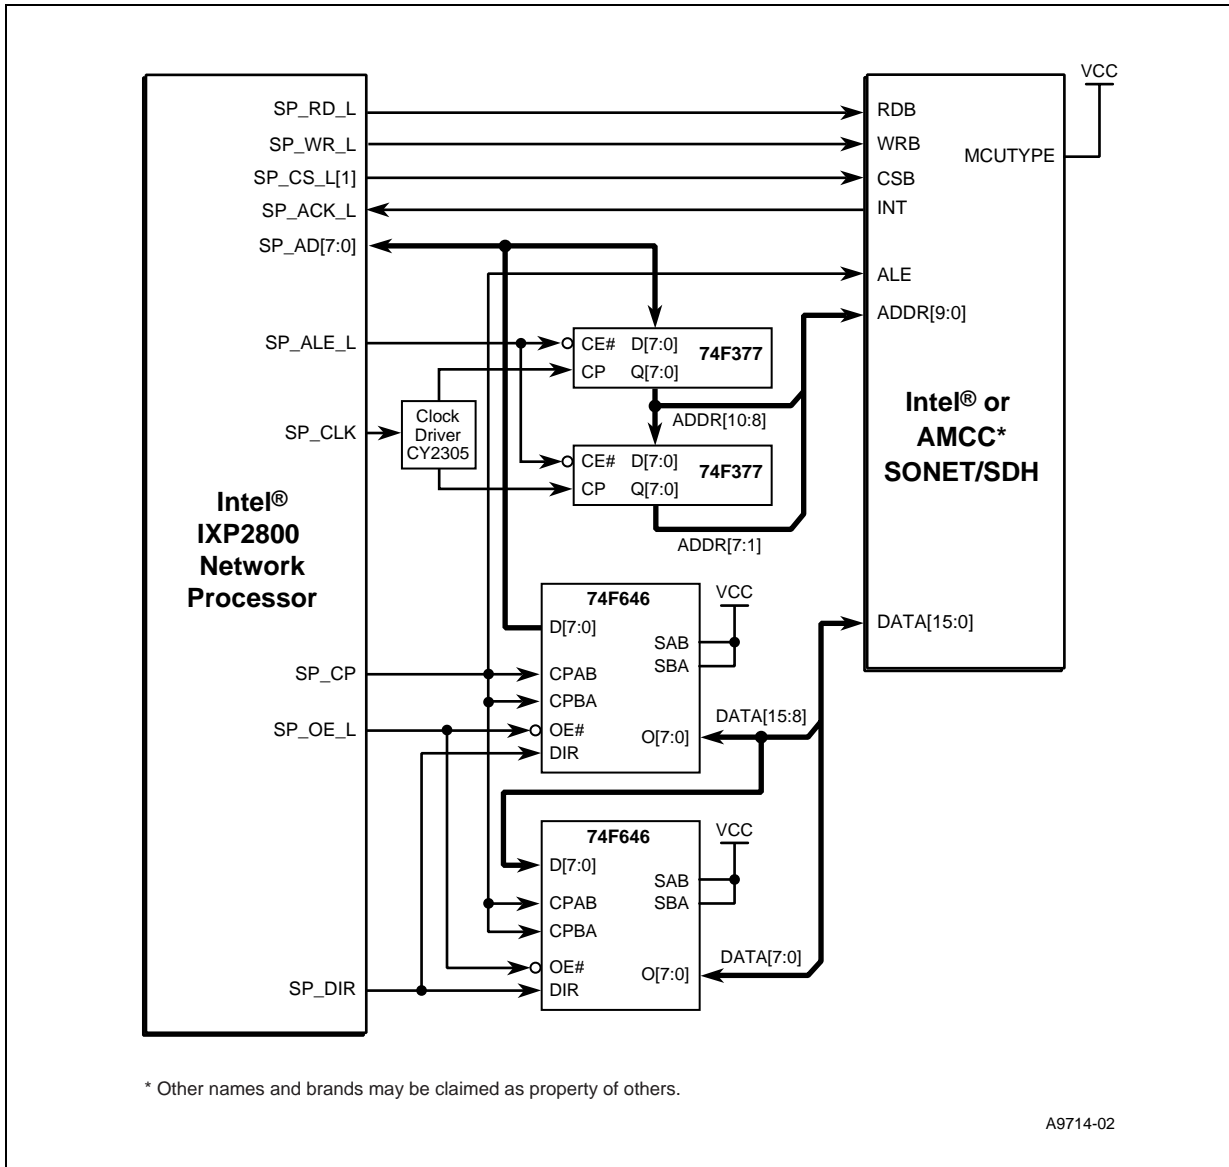 SP_RD_L
SP_WR_L
SP_CS_L[1]
SP_ACK_L
SP_AD[7:0]
SP_ALE_L
SP_CLK
Intel®
IXP2800
Network
Processor
SP_CP
SP_OE_L
SP_DIR
Clock
Driver
CY2305
CE# D[7:0]
74F377
CP Q[7:0]
ADDR[10:8]
CE# D[7:0]
74F377
CP Q[7:0]
ADDR[7:1]
74F646
D[7:0]
VCC
SAB
SBA
CPAB
CPBA
OE#
DIR
O[7:0]
DATA[15:8]
74F646
D[7:0]
VCC
SAB
SBA
CPAB
CPBA
OE#
DIR
O[7:0]
DATA[7:0]
VCC
RDB
WRB
MCUTYPE
CSB
INT
ALE
ADDR[9:0]
Intel® or
AMCC*
SONET/SDH
DATA[15:0]
* Other names and brands may be claimed as property of others.
A9714-02